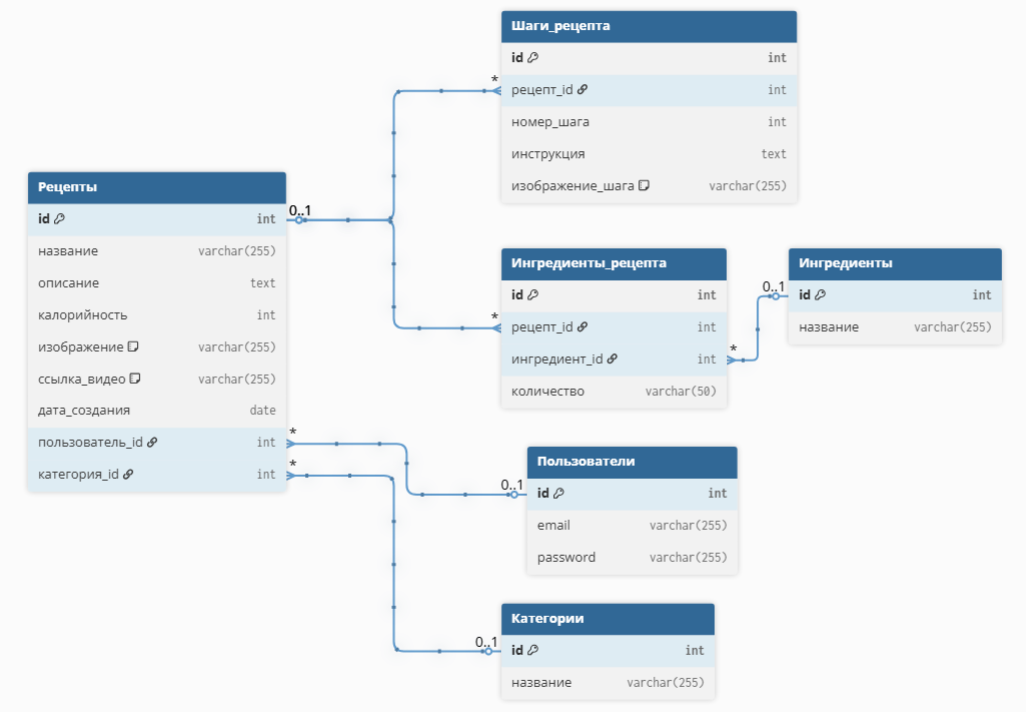 Шаги_рецепта
id int
рецепт_id int
номер_шага int
инструкция text
изображение_шага varchar(255)
*
Рецепты
id int
название varchar(255)
описание text
калорийность int
изображение varchar(255)
ссылка_видео varchar(255)
дата_создания date
пользователь_id int
категория_id int
0..1
*
*
Ингредиенты_рецепта
id int
рецепт_id int
ингредиент_id int
количество varchar(50)
*
*
Ингредиенты
id int
название varchar(255)
0..1
Пользователи
id int
email varchar(255)
password varchar(255)
0..1
Категории
id int
название varchar(255)
0..1